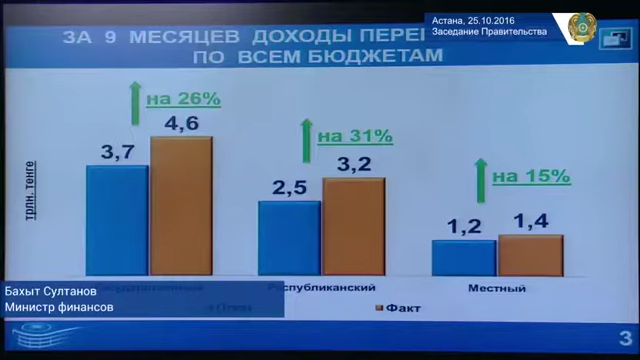 Астана, 25.10.2016
Заседание Правительства
ЗА 9 МЕСЯЦЕВ ДОХОДЫ
ПО ВСЕМ БЮДЖЕТАМ
на 26%
на 31%
на 15%
3,7
4,6
2,5
3,2
1,2
1,4
трлн. тенге
Республиканский
Местный
Факт
Бахыт Султанов
Министр финансов
3